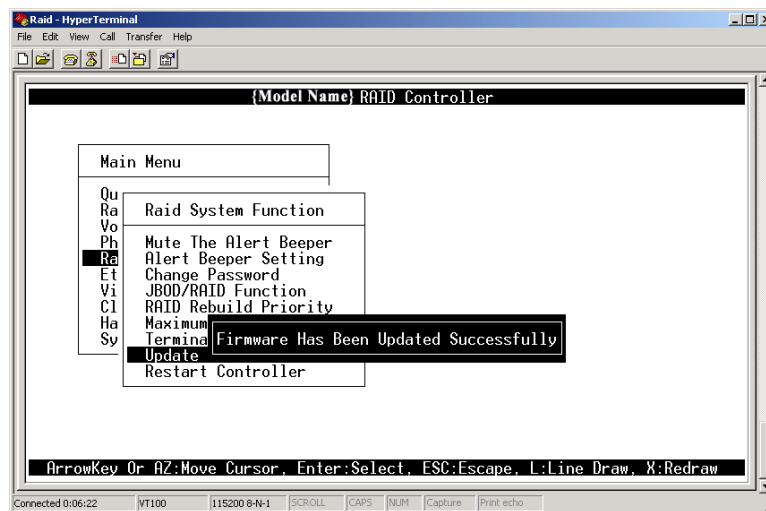 Raid - HyperTerminal
File Edit View Call Transfer Help
{Model Name} RAID Controller
Main Menu
Qu
Ra
Vo
Ph
Ra
Et
Vi
Cl
Ha
Sy
Raid System Function
Mute The Alert Beeper
Alert Beeper Setting
Change Password
JBOD/RAID Function
RAID Rebuild Priority
Maximum
Termina
Update
Restart Controller
Firmware Has Been Updated Successfully
ArrowKey Or AZ:Move Cursor, Enter:Select, ESC:Escape, L:Line Draw, X:Redraw
Connected 0:06:22 VT100 115200 8-N-1 SCROLL CAPS NUM Capture Print echo